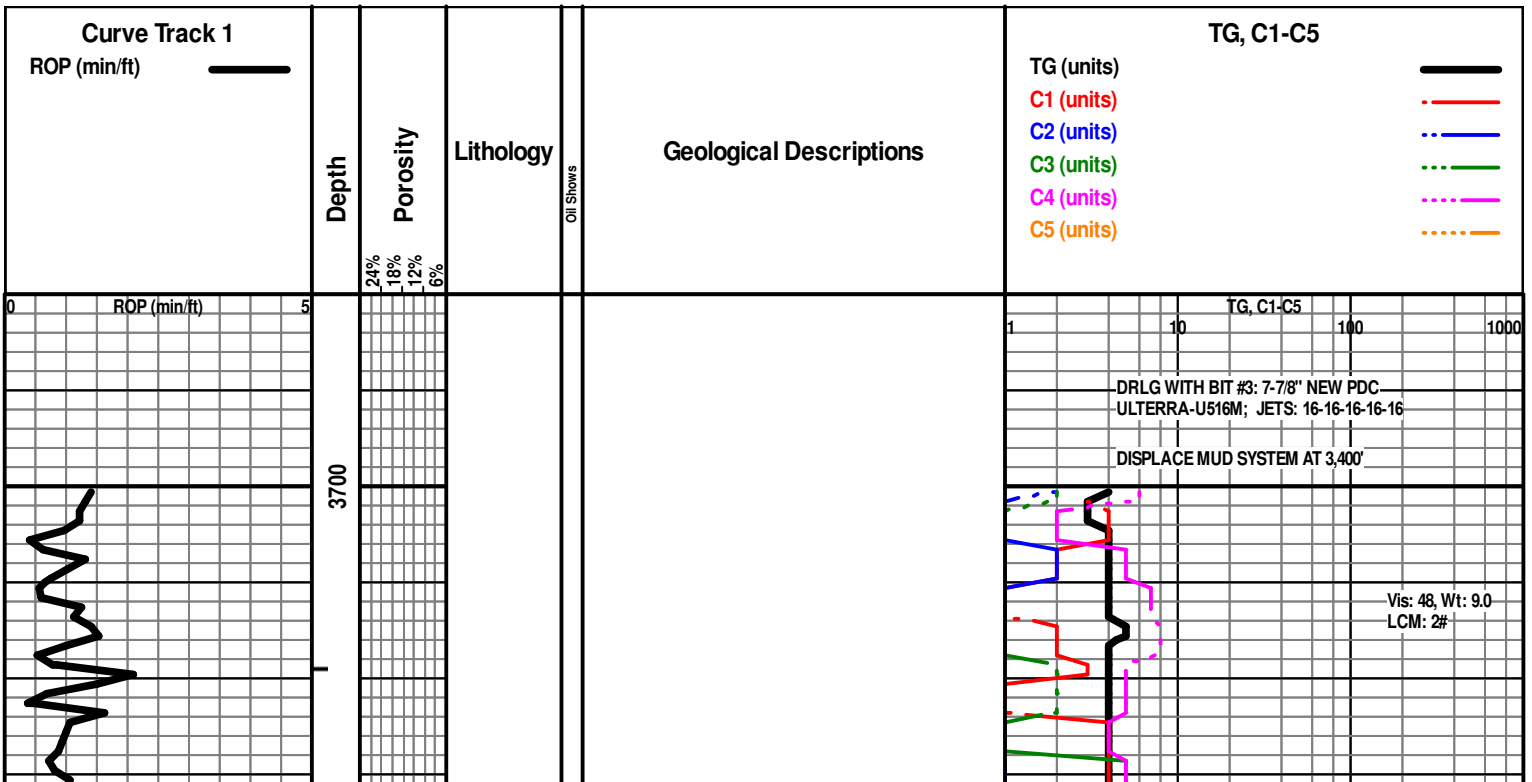 Curve Track 1
ROP (min/ft)
Depth
Porosity
24%
18%
12%
6%
Lithology
Oil Shows
Geological Descriptions
TG, C1-C5
TG (units)
C1 (units)
C2 (units)
C3 (units)
C4 (units)
C5 (units)
0 ROP (min/ft) 5
TG, C1-C5
1 10 100 1000
DRLG WITH BIT #3: 7-7/8" NEW PDC
ULTERRA-U516M; JETS: 16-16-16-16-16
DISPLACE MUD SYSTEM AT 3,400'
3700
Vis: 48, Wt: 9.0
LCM: 2#